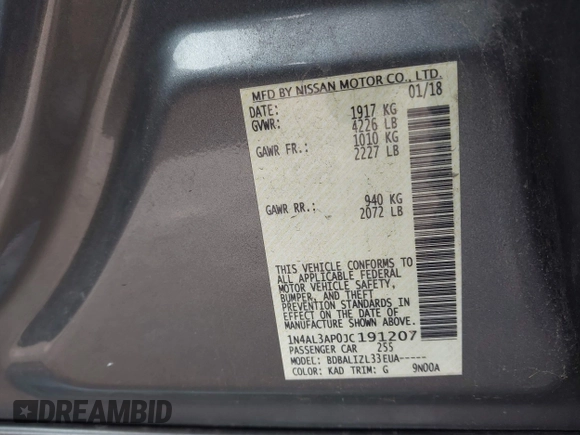 MFD BY NISSAN MOTOR CO., LTD.
DATE: 01/18
GVWR: 1917 KG
4226 LB
GAWR FR.: 1010 KG
2227 LB
GAWR RR.: 940 KG
2072 LB
THIS VEHICLE CONFORMS TO
ALL APPLICABLE FEDERAL
MOTOR VEHICLE SAFETY,
BUMPER, AND THEFT
PREVENTION STANDARDS IN
EFFECT ON THE DATE OF
MANUFACTURE SHOWN ABOVE.
1N4AL3AP0JC191207
PASSENGER CAR 255
MODEL: BDBALIZL33EUA-----
COLOR: KAD TRIM: G 9N00A
DREAMBID